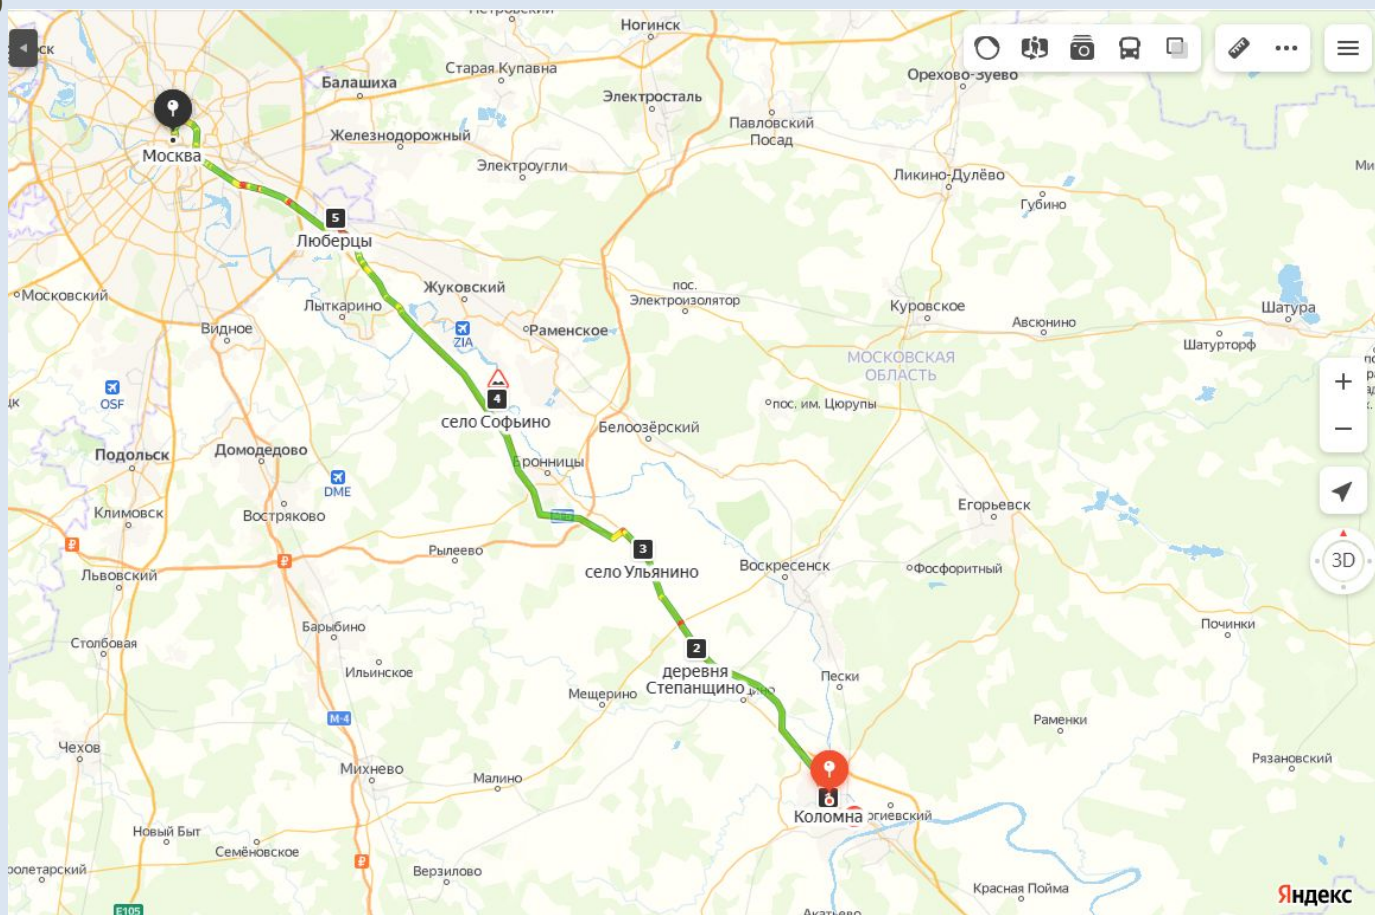 Петровский
Ногинск
Балашиха
Старая Купавна
Электросталь
Орехово-Зуево
Павловский
Посад
Железнодорожный
Москва
Электроугли
Ликино-Дулёво
Губино
5
Люберцы
Московский
Лыткарино
Жуковский
пос.
Электроизолятор
Куровское
Шатура
Видное
ZIA
Раменское
Авсюнино
Шатурторф
МОСКОВСКАЯ
ОБЛАСТЬ
OSF
4
село Софьино
пос. им. Цюрупы
Белоозёрский
Подольск
Домодедово
Бронницы
DME
Климовск
Востряково
Егорьевск
₽
3
село Ульянино
₽
Рылеево
Воскресенск
Фосфоритный
3D
Львовский
Барыбино
Столбовая
Починки
2
деревня
Степанщино
Ильинское
Мещерино
Пески
М-4
Раменки
Чехов
Михнево
Малино
Рязановский
Коломна
Новый Быт
Семёновское
₽
Верзилово
Красная Пойма
Яндекс
E105
Акатьево